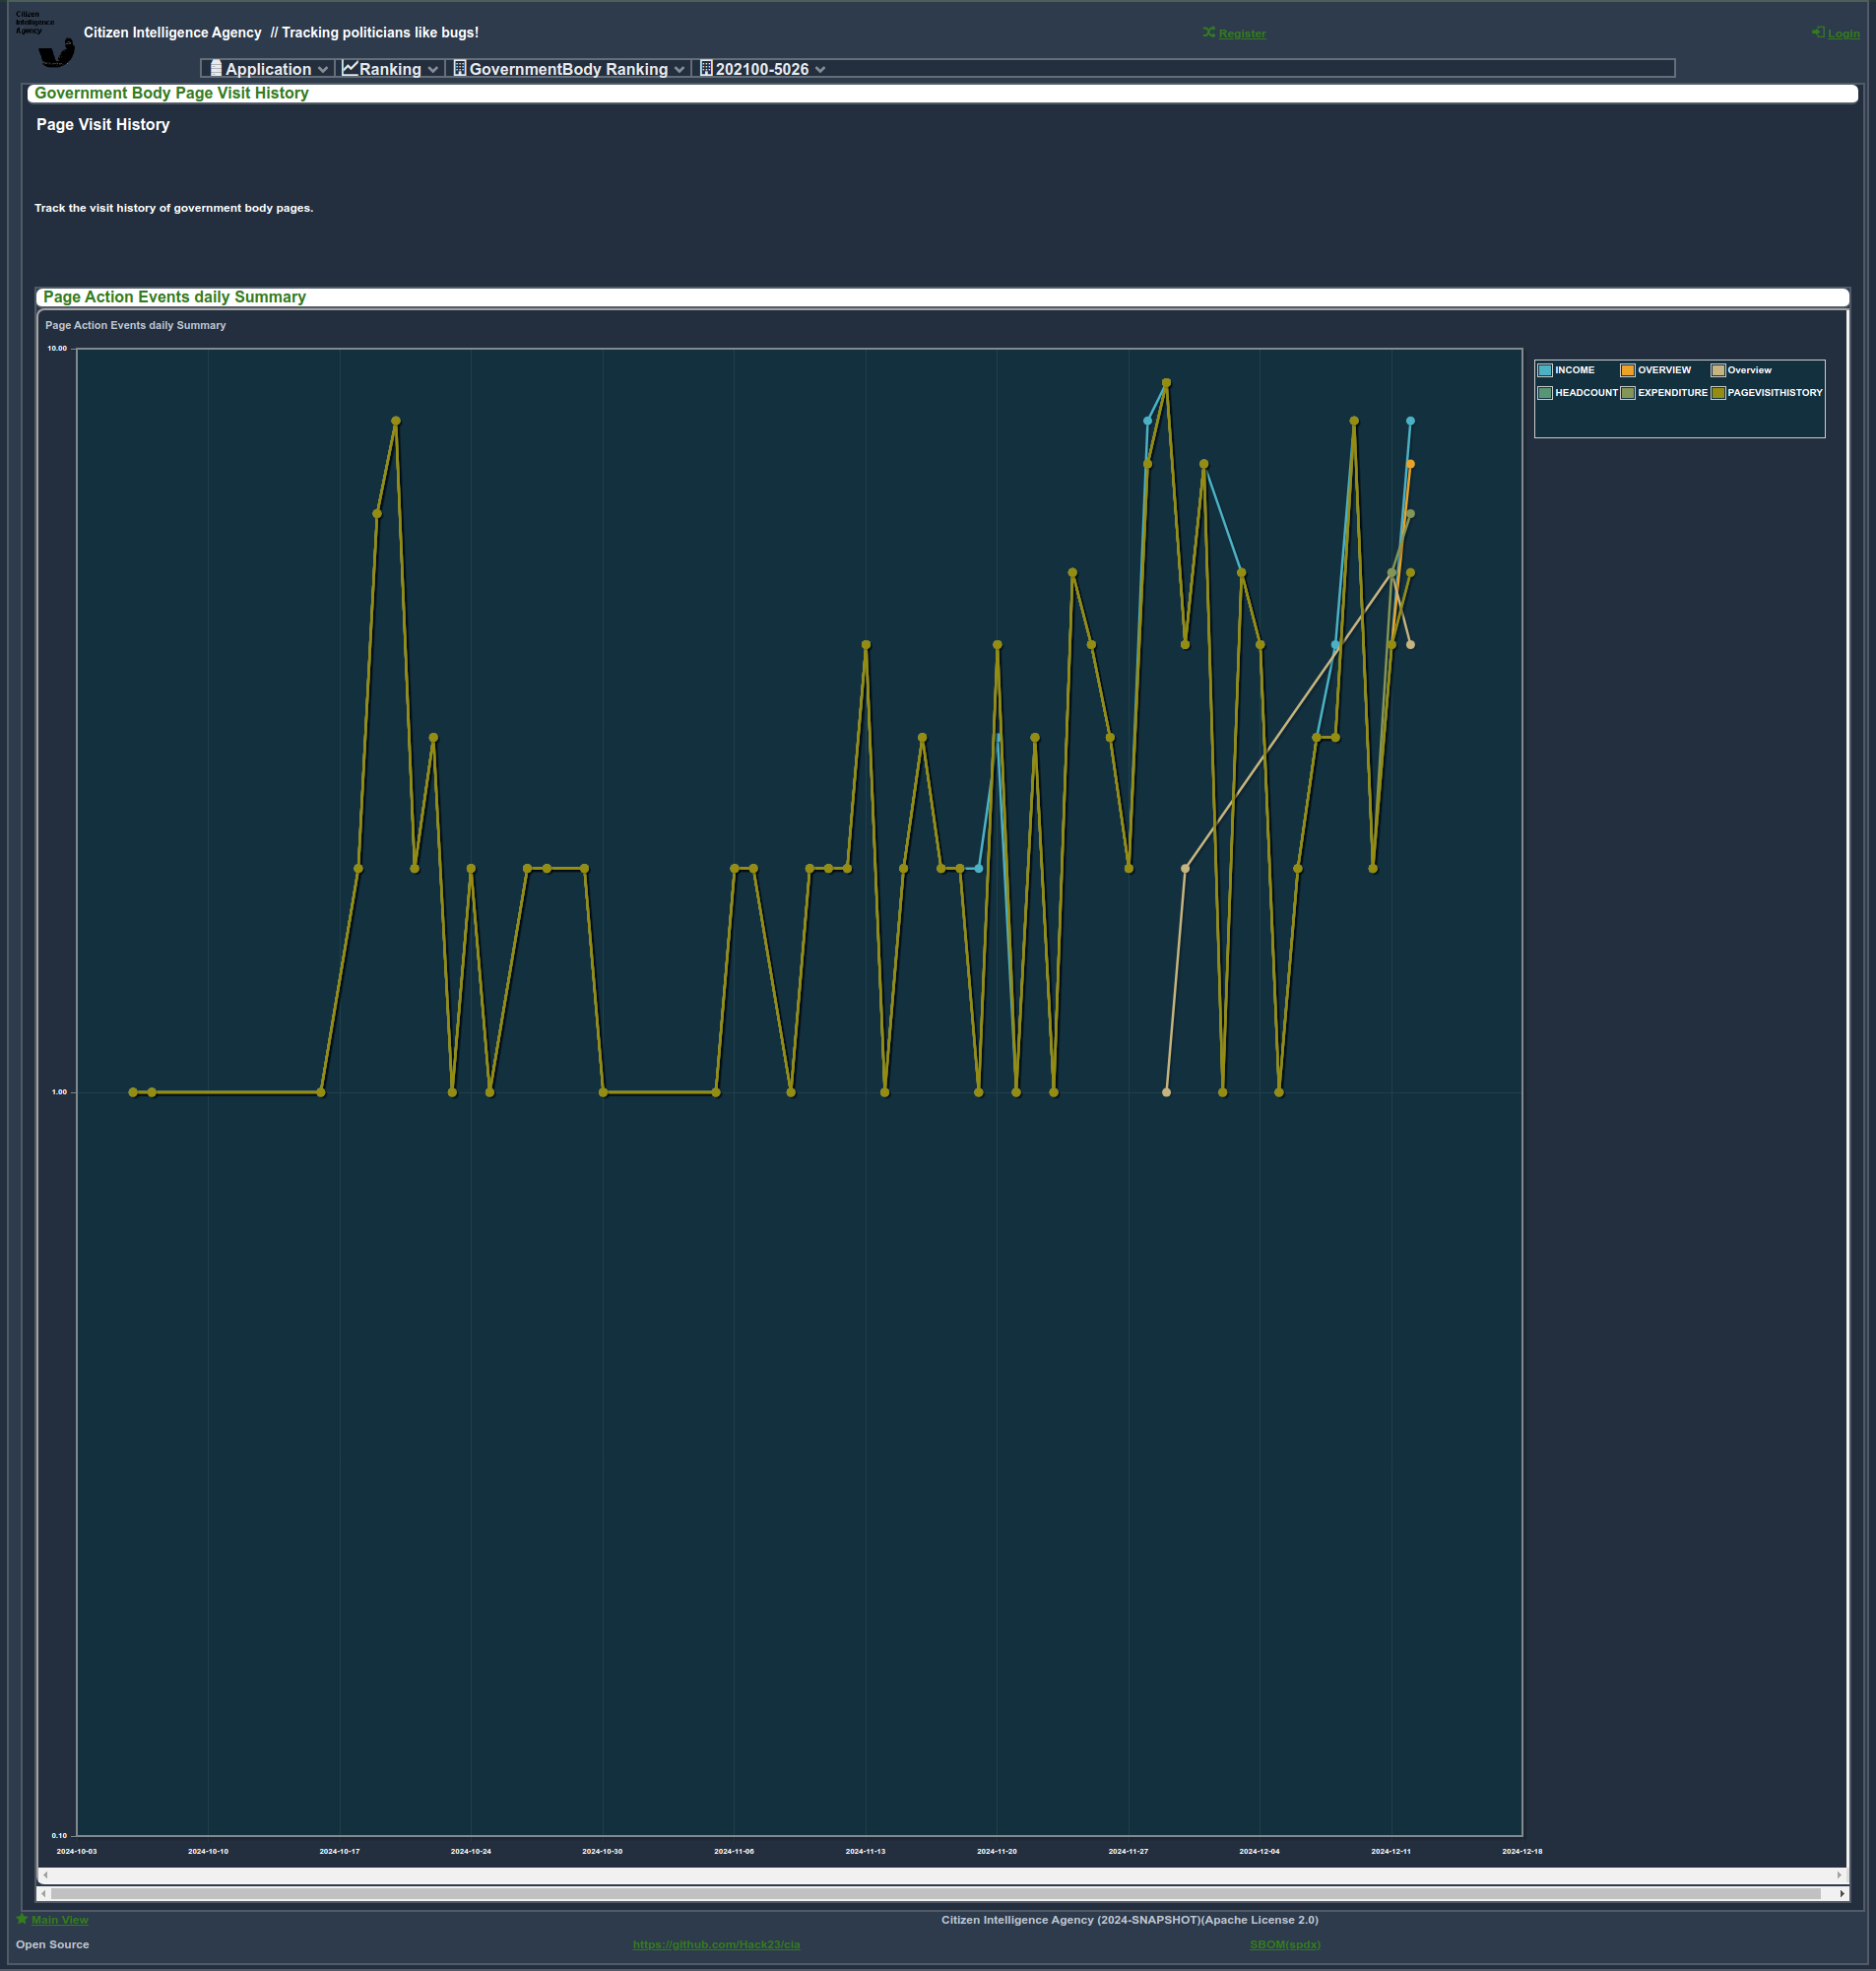 Citizen
Intelligence
Agency
Citizen Intelligence Agency // Tracking politicians like bugs!
Register
Login
Application
Ranking
GovernmentBody Ranking
202100-5026
Government Body Page Visit History
Page Visit History
Track the visit history of government body pages.
Page Action Events daily Summary
Page Action Events daily Summary
10.00
1.00
0.10
INCOME OVERVIEW Overview
HEADCOUNT EXPENDITURE PAGEVISITHISTORY
2024-10-03 2024-10-10 2024-10-17 2024-10-24 2024-10-30 2024-11-06 2024-11-13 2024-11-20 2024-11-27 2024-12-04 2024-12-11 2024-12-18
Main View
Citizen Intelligence Agency (2024-SNAPSHOT)(Apache License 2.0)
Open Source
https://github.com/Hack23/cia
SBOM(spdx)